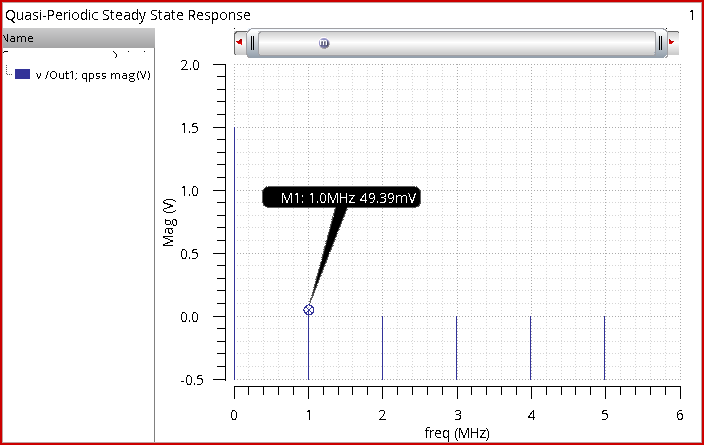 Quasi-Periodic Steady State Response 1
Name
v /Out1; qpss mag(V)
m
2.0
1.5
M1: 1.0MHz 49.39mV
1.0
Mag (V)
0.5
0.0
-0.5
0 1 2 3 4 5 6
freq (MHz)